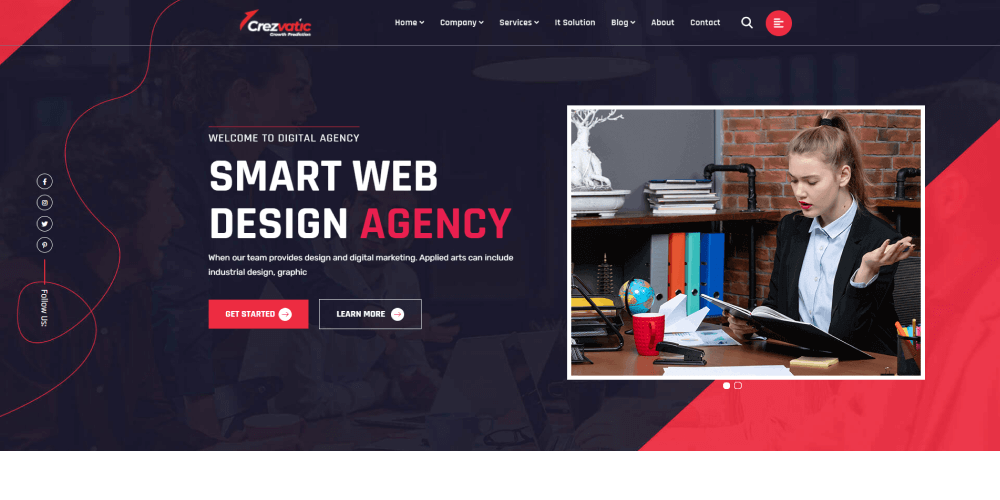 Crezvatic
Growth Prediction
Home Company Services It Solution Blog About Contact
WELCOME TO DIGITAL AGENCY
SMART WEB
DESIGN AGENCY
When our team provides design and digital marketing. Applied arts can include
industrial design, graphic
GET STARTED LEARN MORE
Follow Us: